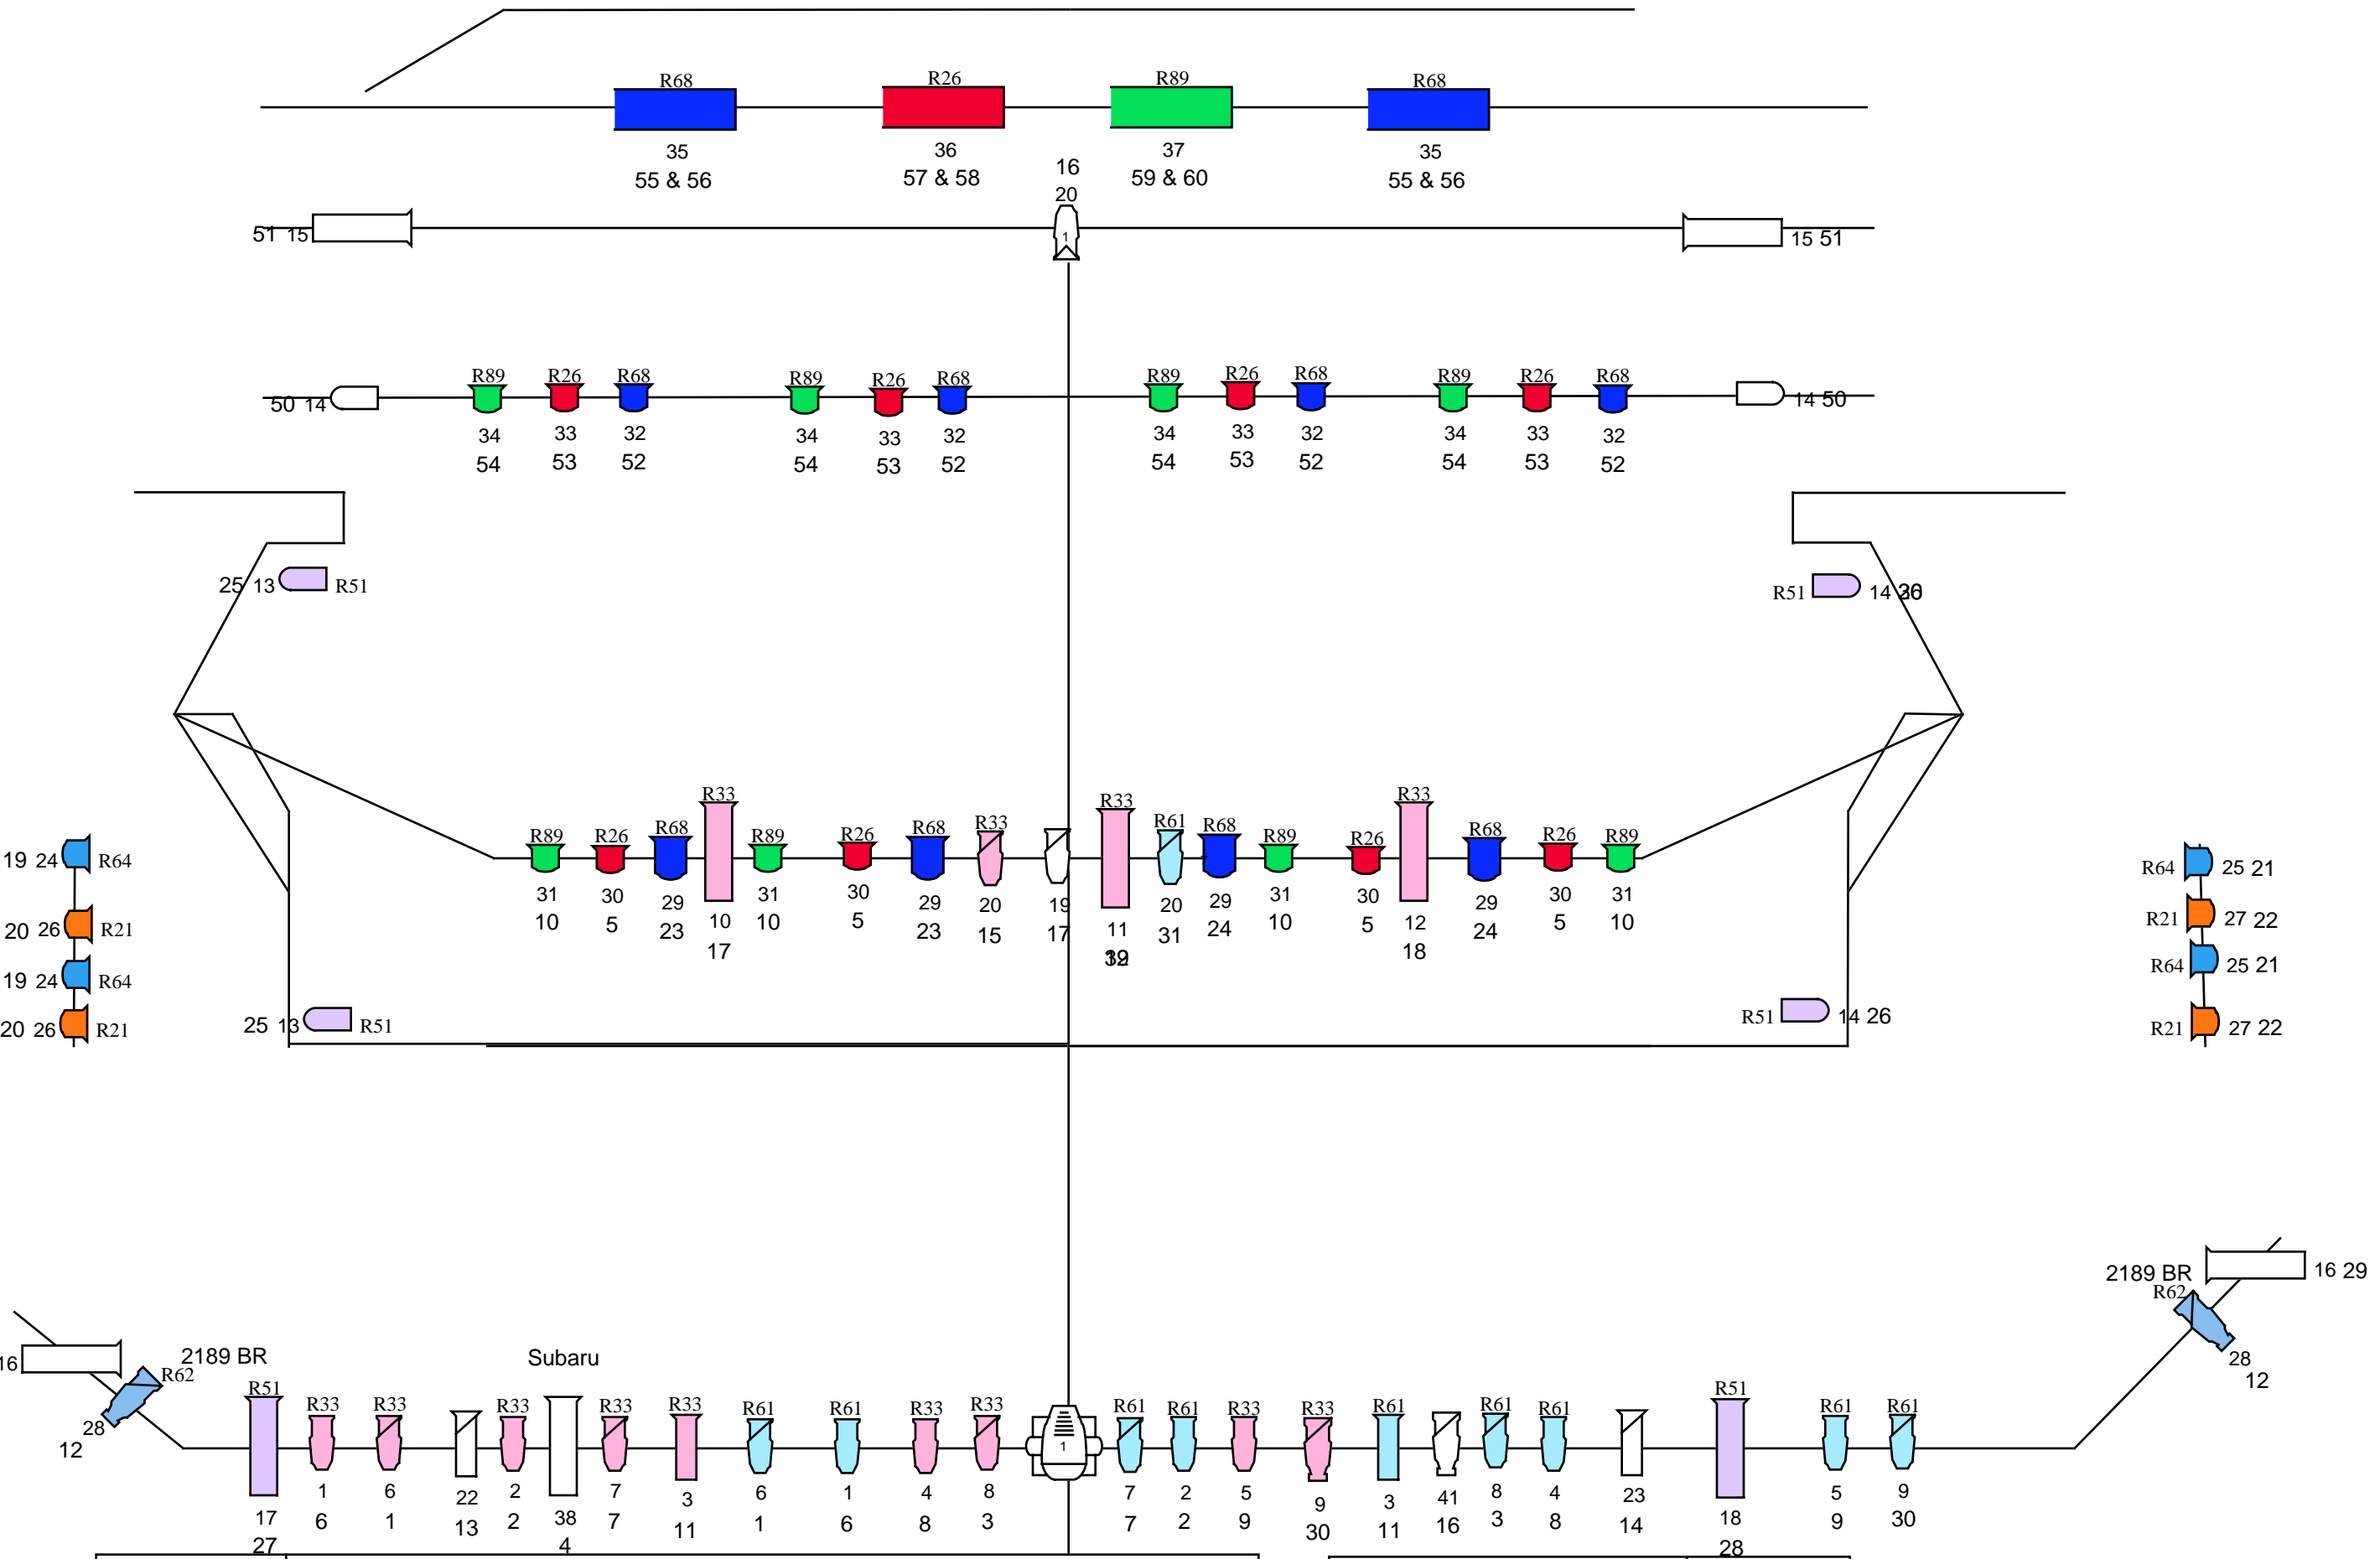 R68 R26 R89 R68
35 36 37 35
55 & 56 57 & 58 59 & 60 55 & 56
16
20
1
51 15 15 51
R89 R26 R68 R89 R26 R68 R89 R26 R68 R89 R26 R68
50 14 14 50
34 33 32 34 33 32 34 33 32 34 33 32
54 53 52 54 53 52 54 53 52 54 53 52
25 13 R51 R51 14
R33 R33 R33
R89 R26 R68 R89 R26 R68 R33 R61 R68 R89 R26 R68 R26 R89
19 24 R64 R64 25 21
31 30 29 10 31 30 29 20 19 11 20 29 31 30 12 29 30 31
10 5 23 17 10 5 23 15 17 31 24 10 5 18 24 5 10
20 26 R21 R21 27 22
19 24 R64 R64 25 21
25 13 R51 R51 14 26
20 26 R21 R21 27 22
2189 BR 16 29
R62
28
12
16 2189 BR Subaru
R62
28
12
R51 R33 R33 R33 R33 R33 R61 R61 R33 R33 R61 R61 R33 R33 R61 R61 R61 R51 R61 R61
1
17 1 6 22 2 38 7 3 6 1 4 8 7 2 5 9 3 41 8 4 23 18 5 9
27 6 1 13 2 4 7 11 1 6 8 3 7 2 9 30 11 16 3 8 14 28 9 30